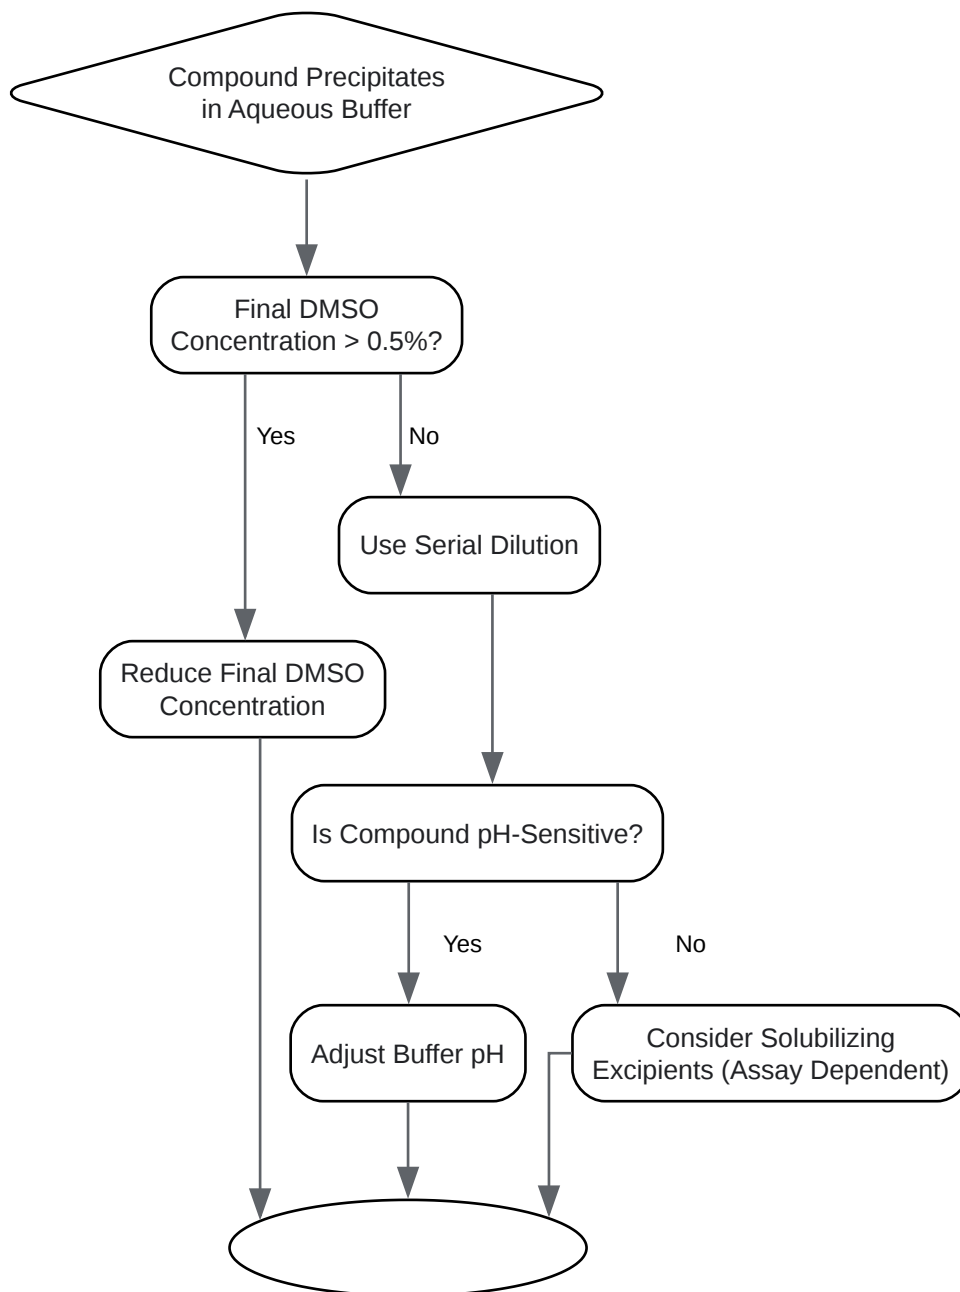 Compound Precipitates
in Aqueous Buffer
Final DMSO
Concentration > 0.5%?
Yes
No
Use Serial Dilution
Reduce Final DMSO
Concentration
Is Compound pH-Sensitive?
Yes
No
Adjust Buffer pH
Consider Solubilizing
Excipients (Assay Dependent)